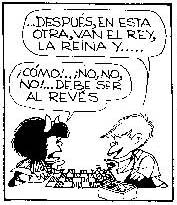 ...DESPUÉS, EN ESTA
OTRA, VAN EL REY,
LA REINA Y.....
¿CÓMO!...¡NO, NO,
NO!...DEBE SER
AL REVÉS